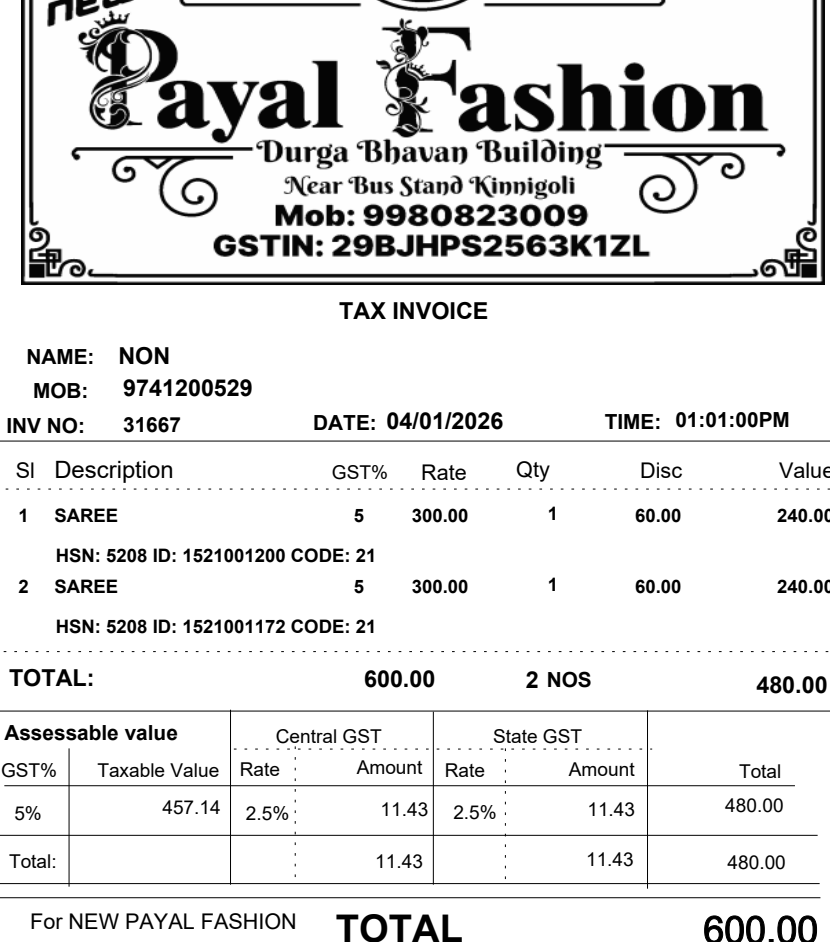 new
Payal Fashion
Durga Bhavan Building
Near Bus Stand Kinnigoli
Mob: 9980823009
GSTIN: 29BJHPS2563K1ZL
TAX INVOICE
NAME: NON
MOB: 9741200529
INV NO: 31667 DATE: 04/01/2026 TIME: 01:01:00PM
Sl Description GST% Rate Qty Disc Value
1 SAREE 5 300.00 1 60.00 240.00
HSN: 5208 ID: 1521001200 CODE: 21
2 SAREE 5 300.00 1 60.00 240.00
HSN: 5208 ID: 1521001172 CODE: 21
TOTAL: 600.00 2 NOS 480.00
Assessable value Central GST State GST
GST% Taxable Value Rate Amount Rate Amount Total
5% 457.14 2.5% 11.43 2.5% 11.43 480.00
Total: 11.43 11.43 480.00
For NEW PAYAL FASHION TOTAL 600.00